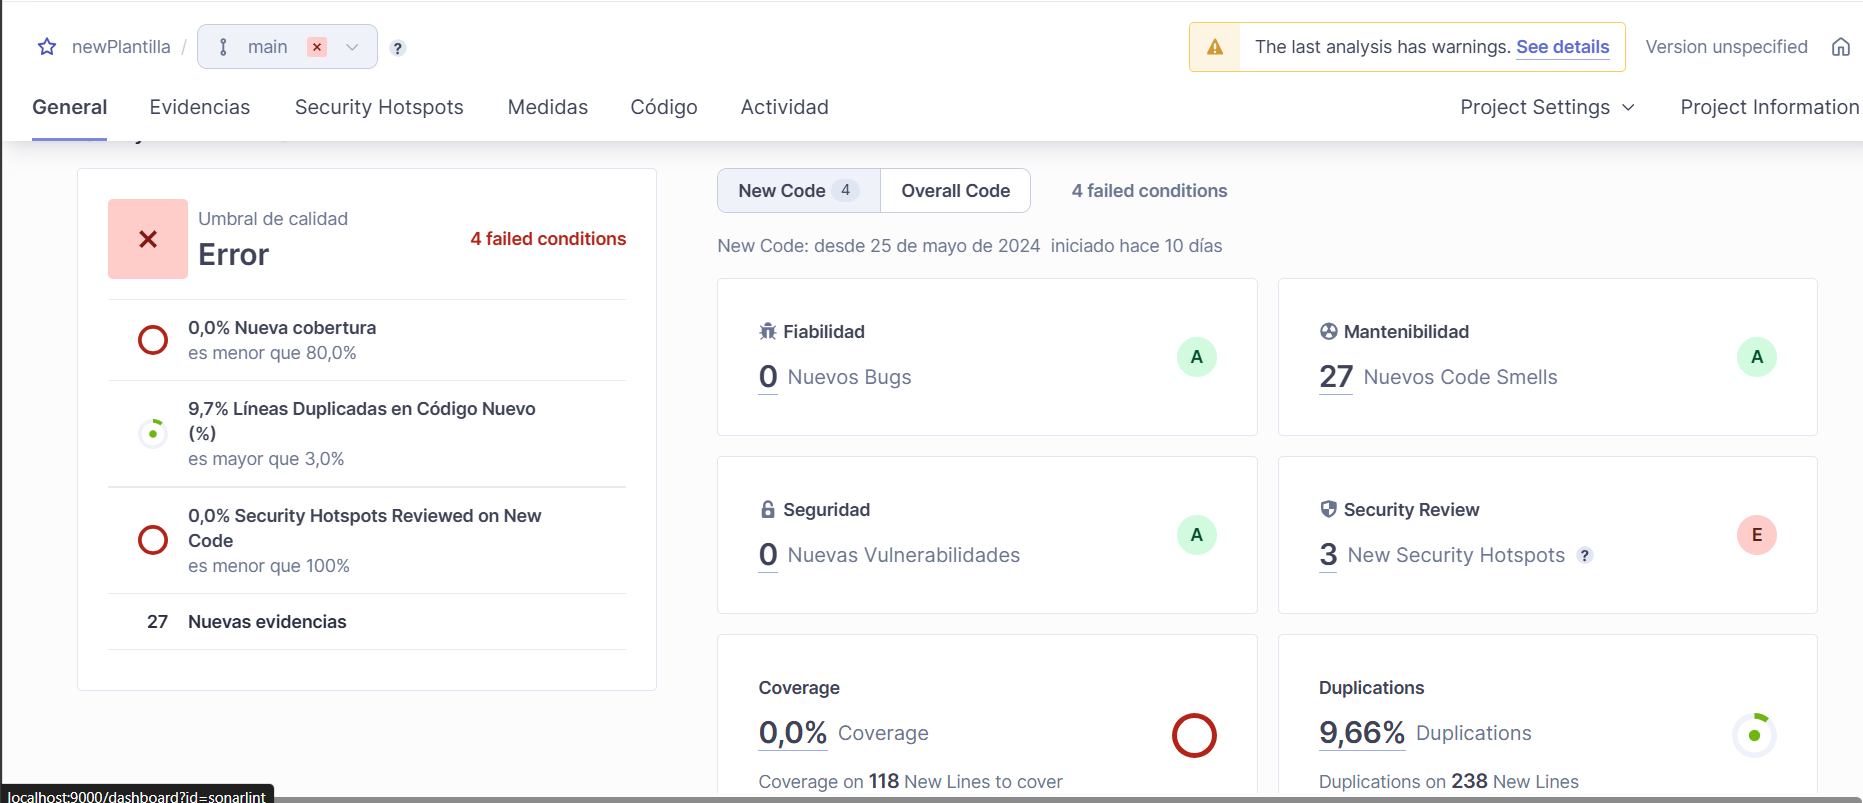 newPlantilla / main ?
The last analysis has warnings. See details
Version unspecified
General Evidencias Security Hotspots Medidas Código Actividad
Project Settings Project Information
Umbral de calidad
Error
4 failed conditions
0,0% Nueva cobertura
es menor que 80,0%
9,7% Líneas Duplicadas en Código Nuevo
(%)
es mayor que 3,0%
0,0% Security Hotspots Reviewed on New
Code
es menor que 100%
27 Nuevas evidencias
New Code 4 Overall Code 4 failed conditions
New Code: desde 25 de mayo de 2024 iniciado hace 10 días
Fiabilidad
0 Nuevos Bugs
A
Mantenibilidad
27 Nuevos Code Smells
A
Seguridad
0 Nuevas Vulnerabilidades
A
Security Review
3 New Security Hotspots ?
E
Coverage
0,0% Coverage
Coverage on 118 New Lines to cover
Duplications
9,66% Duplications
Duplications on 238 New Lines
localhost:9000/dashboard?id=sonarlint